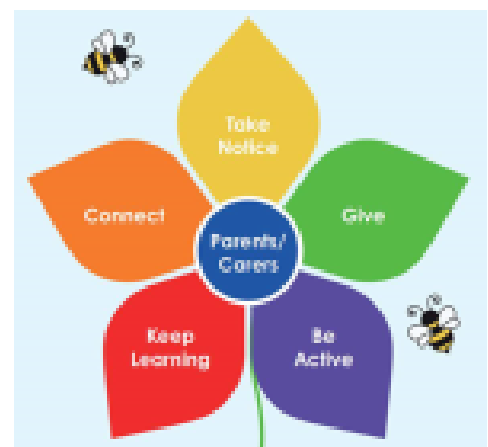 Take
Notice
Connect
Give
Parents/
Carers
Keep
Learning
Be
Active